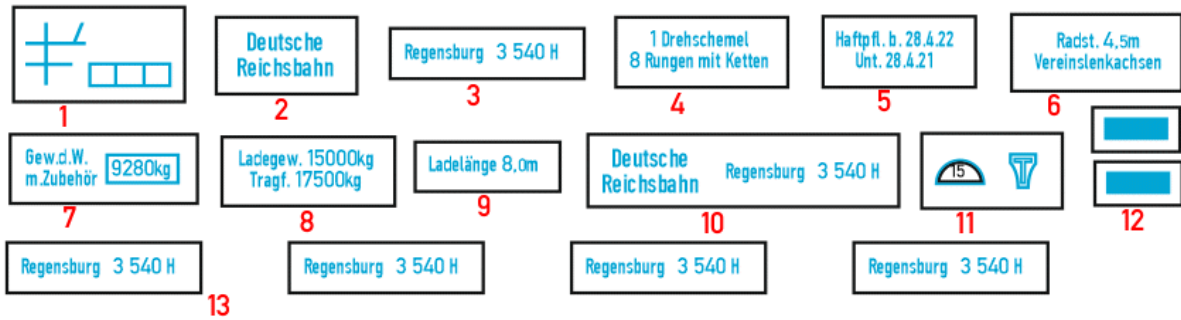 Deutsche
Reichsbahn
Regensburg 3 540 H
1 Drehschemel
8 Rungen mit Ketten
Haftpfl. b. 28.4.22
Unt. 28.4.21
Radst. 4,5m
Vereinslenkachsen
1
2
3
4
5
6
Gew.d.W.
m.Zubehör
9280kg
Ladegew. 15000kg
Tragf. 17500kg
Ladelänge 8,0m
Deutsche
Reichsbahn
Regensburg 3 540 H
15
T
7
8
9
10
11
12
Regensburg 3 540 H
Regensburg 3 540 H
Regensburg 3 540 H
Regensburg 3 540 H
13